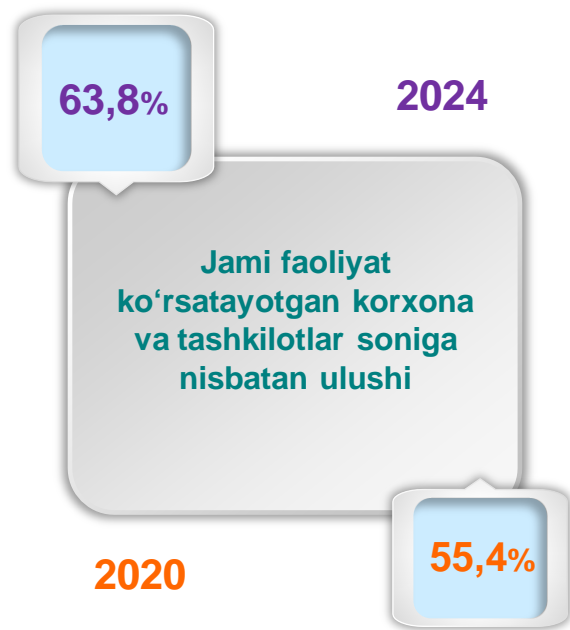 63,8%
2024
Jami faoliyat
ko‘rsatayotgan korxona
va tashkilotlar soniga
nisbatan ulushi
2020
55,4%